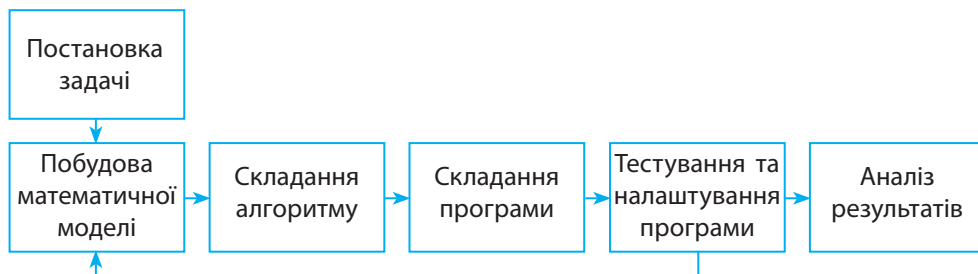 Постановка
задачі
Побудова
математичної
моделі
Складання
алгоритму
Складання
програми
Тестування та
налаштування
програми
Аналіз
результатів